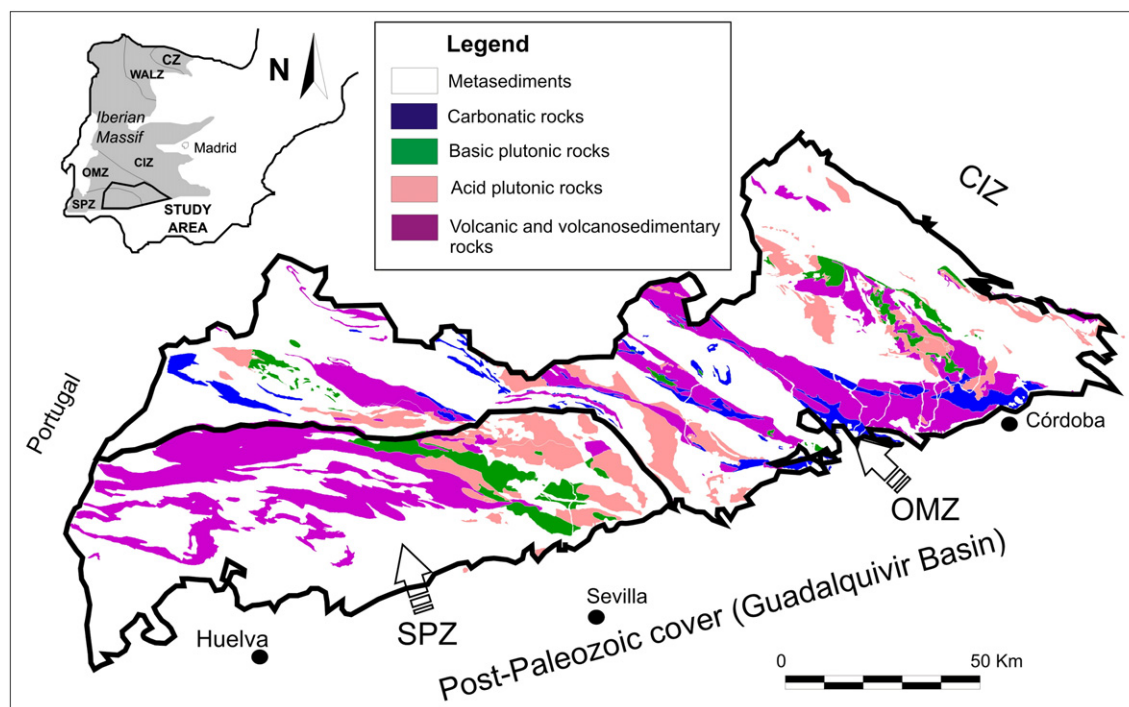 CZ
WALZ
Iberian
Massif
Madrid
CIZ
OMZ
SPZ
STUDY
AREA
N
Legend
Metasediments
Carbonatic rocks
Basic plutonic rocks
Acid plutonic rocks
Volcanic and volcanosedimentary
rocks
CIZ
Portugal
Córdoba
OMZ
SPZ
Sevilla
Huelva
Post-Paleozoic cover (Guadalquivir Basin)
0 50 Km